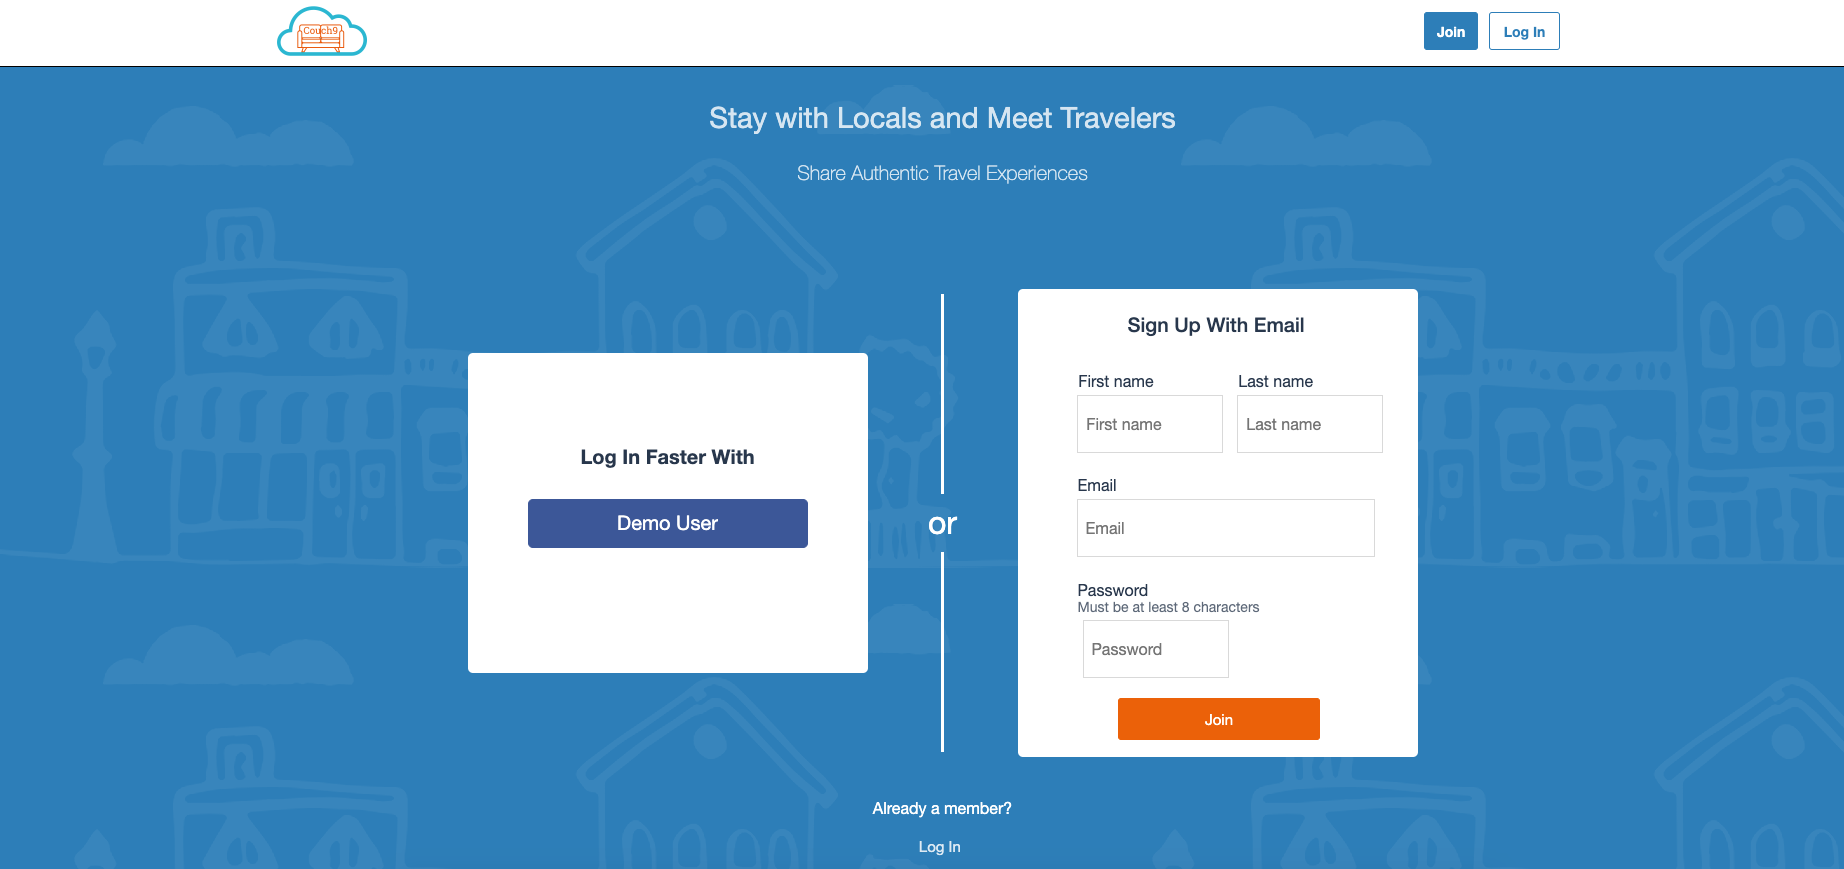 Couch9
Join
Log In
Stay with Locals and Meet Travelers
Share Authentic Travel Experiences
Log In Faster With
Demo User
or
Sign Up With Email
First name
Last name
First name
Last name
Email
Email
Password
Must be at least 8 characters
Password
Join
Already a member?
Log In